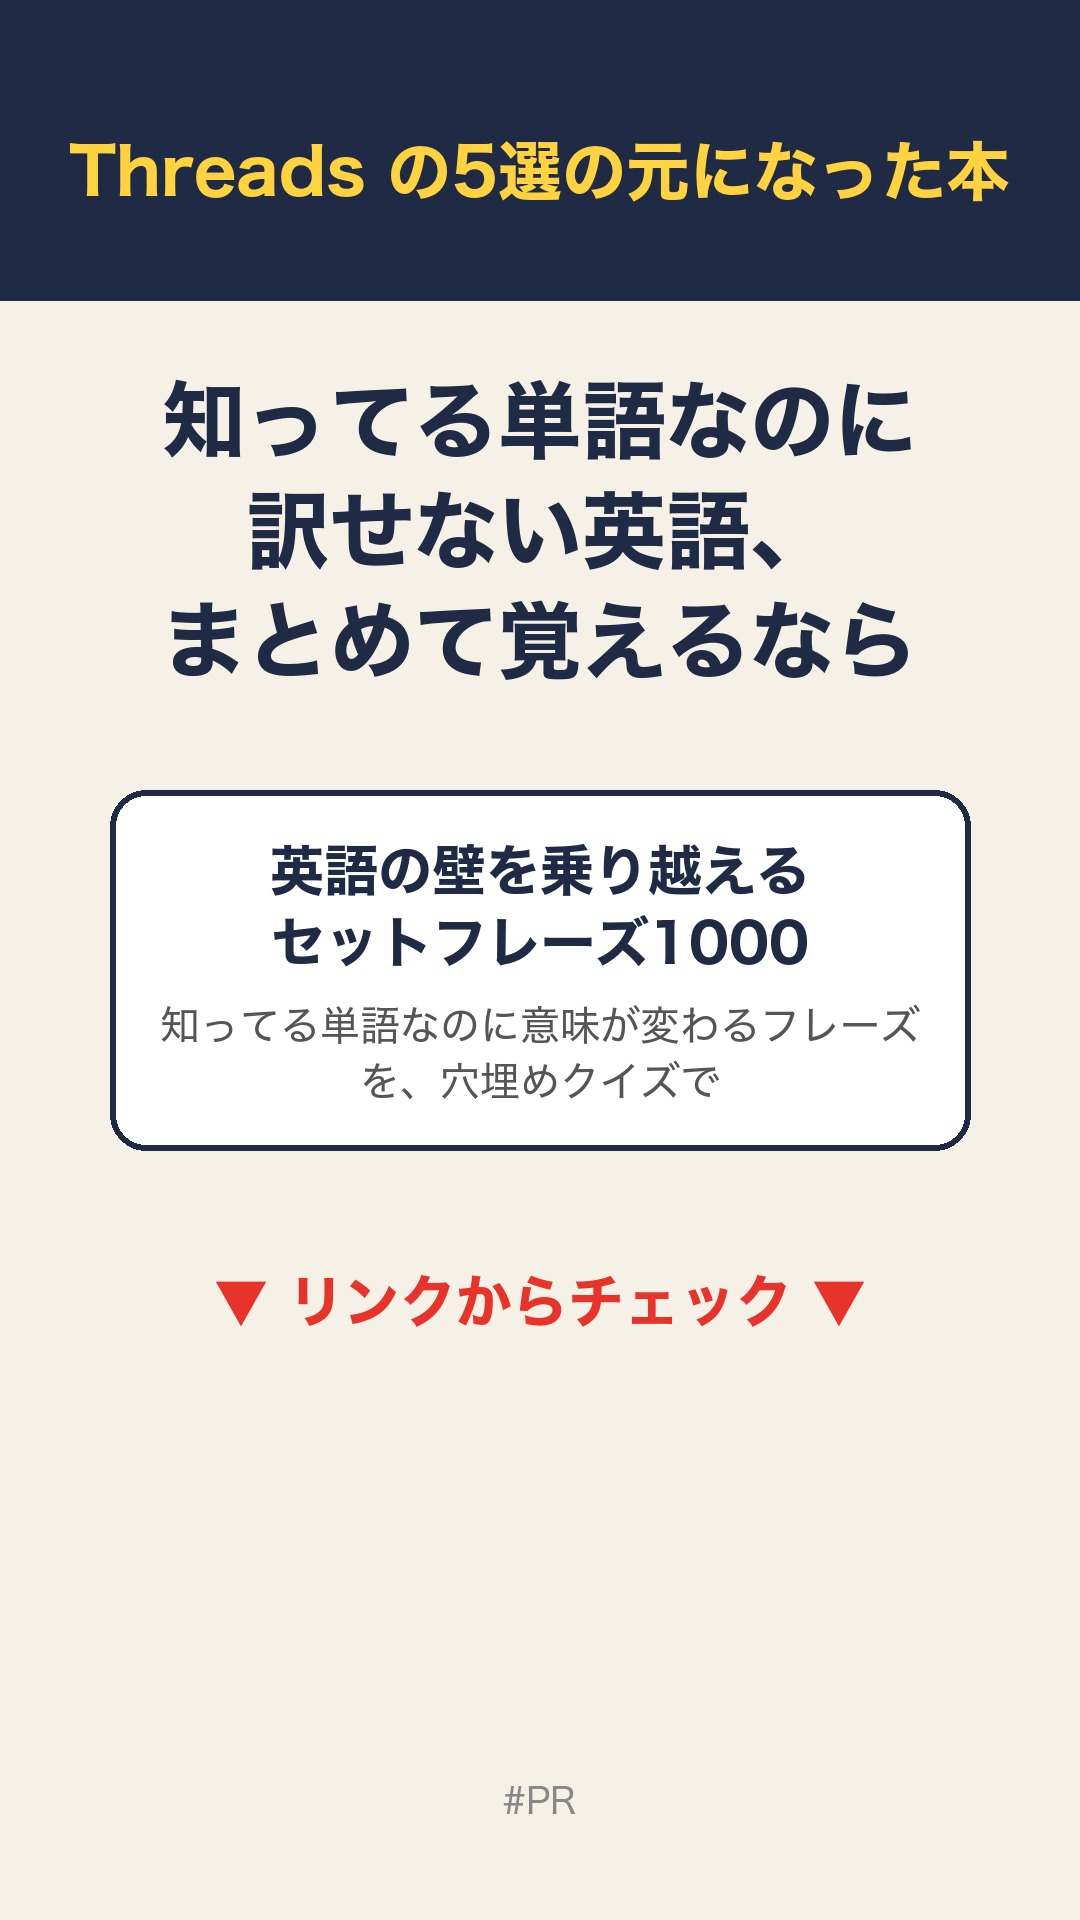 Threads の5選の元になった本
知ってる単語なのに
訳せない英語、
まとめて覚えるなら
英語の壁を乗り越える
セットフレーズ1000
知ってる単語なのに意味が変わるフレーズ
を、穴埋めクイズで
▼ リンクからチェック ▼
#PR